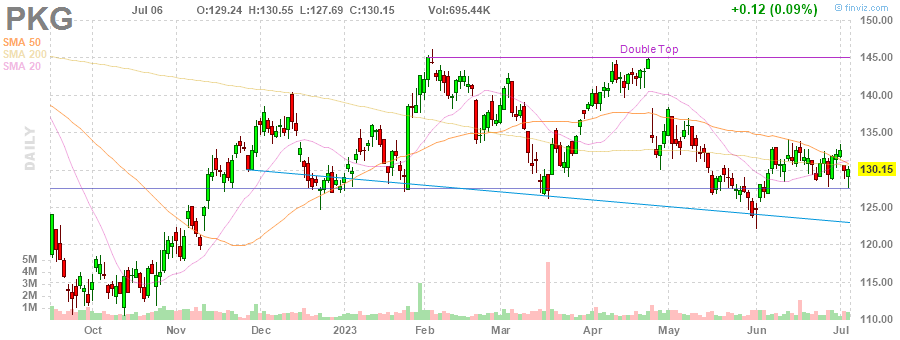 PKG Jul 06 O:129.24 H:130.55 L:127.69 C:130.15 Vol:695.44K +0.12 (0.09%) © finviz.com
SMA 50
SMA 200
SMA 20
DAILY
Double Top
150.00
145.00
140.00
135.00
130.15
125.00
120.00
115.00
110.00
5M
4M
3M
2M
1M
Oct Nov Dec 2023 Feb Mar Apr May Jun Jul